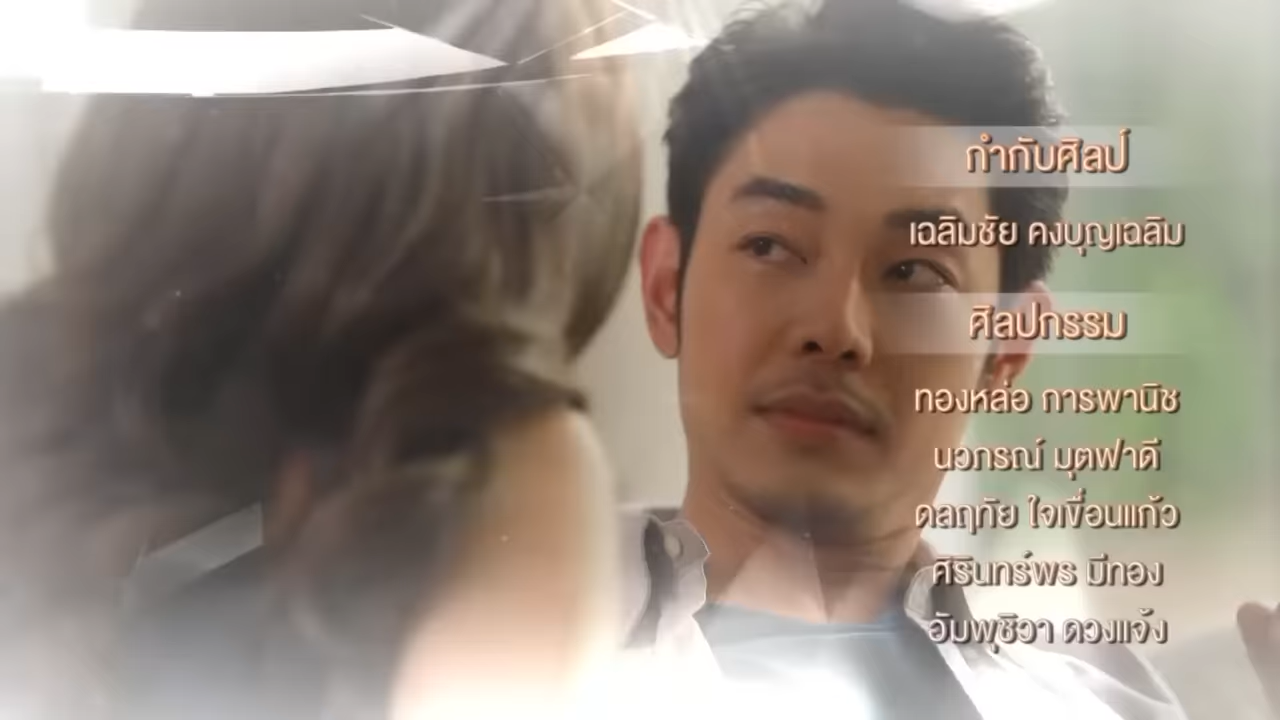 กำกับศิลป์
เฉลิมชัย คงบุญเฉลิม
ศิลปกรรม
ทองหล่อ การพานิช
นวภรณ์ มุตฟาดี
ดลฤทัย ใจเขื่อนแก้ว
ศิรินทร์พร มีทอง
อัมพุชิวา ดวงแจ้ง